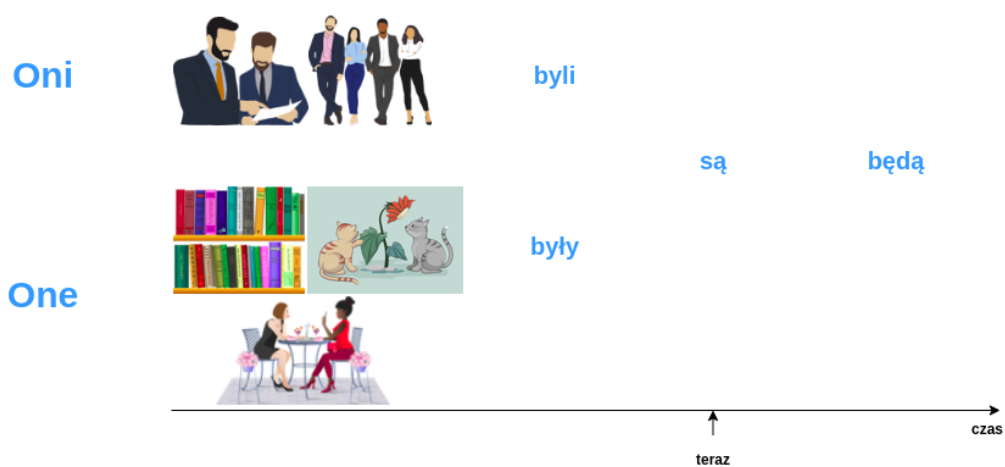 Oni
byli
są
będą
były
One
czas
teraz